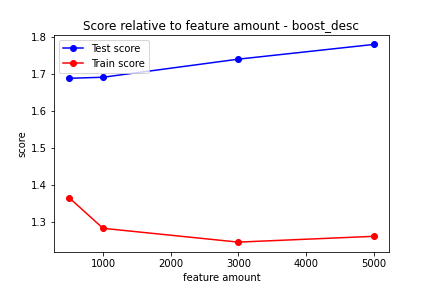 Score relative to feature amount - boost_desc
Test score
Train score
score
1.8
1.7
1.6
1.5
1.4
1.3
1000
2000
3000
4000
5000
feature amount